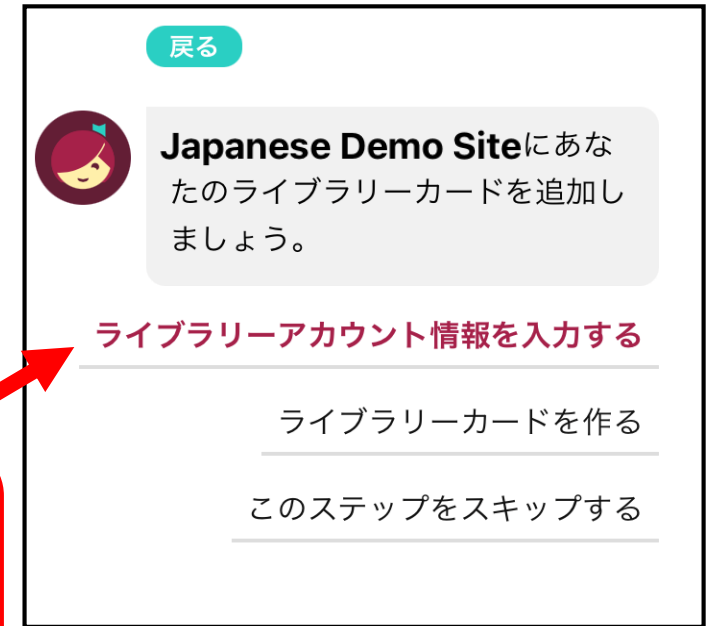 戻る
Japanese Demo Siteにあな
たのライブラリーカードを追加し
ましょう。
ライブラリーアカウント情報を入力する
ライブラリーカードを作る
このステップをスキップする